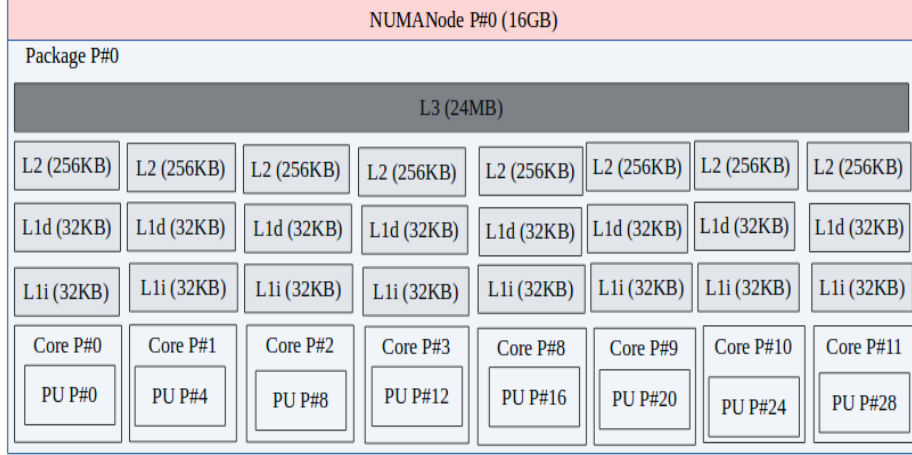 NUMANode P#0 (16GB)
Package P#0
L3 (24MB)
L2 (256KB) L2 (256KB) L2 (256KB) L2 (256KB) L2 (256KB) L2 (256KB) L2 (256KB) L2 (256KB)
L1d (32KB) L1d (32KB) L1d (32KB) L1d (32KB) L1d (32KB) L1d (32KB) L1d (32KB) L1d (32KB)
L1i (32KB) L1i (32KB) L1i (32KB) L1i (32KB) L1i (32KB) L1i (32KB) L1i (32KB) L1i (32KB)
Core P#0 Core P#1 Core P#2 Core P#3 Core P#8 Core P#9 Core P#10 Core P#11
PU P#0 PU P#4 PU P#8 PU P#12 PU P#16 PU P#20 PU P#24 PU P#28